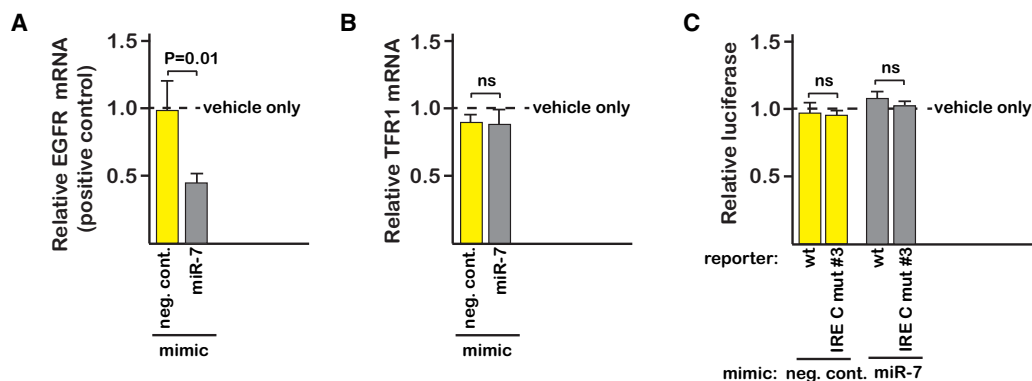 A
Relative EGFR mRNA
(positive control)
1.5
1.0
0.5
P=0.01
vehicle only
neg. cont.
miR-7
mimic
B
Relative TFR1 mRNA
1.5
1.0
0.5
ns
vehicle only
neg. cont.
miR-7
mimic
C
Relative luciferase
1.5
1.0
0.5
ns
ns
vehicle only
reporter:
wt
IRE C mut #3
wt
IRE C mut #3
mimic: neg. cont. miR-7